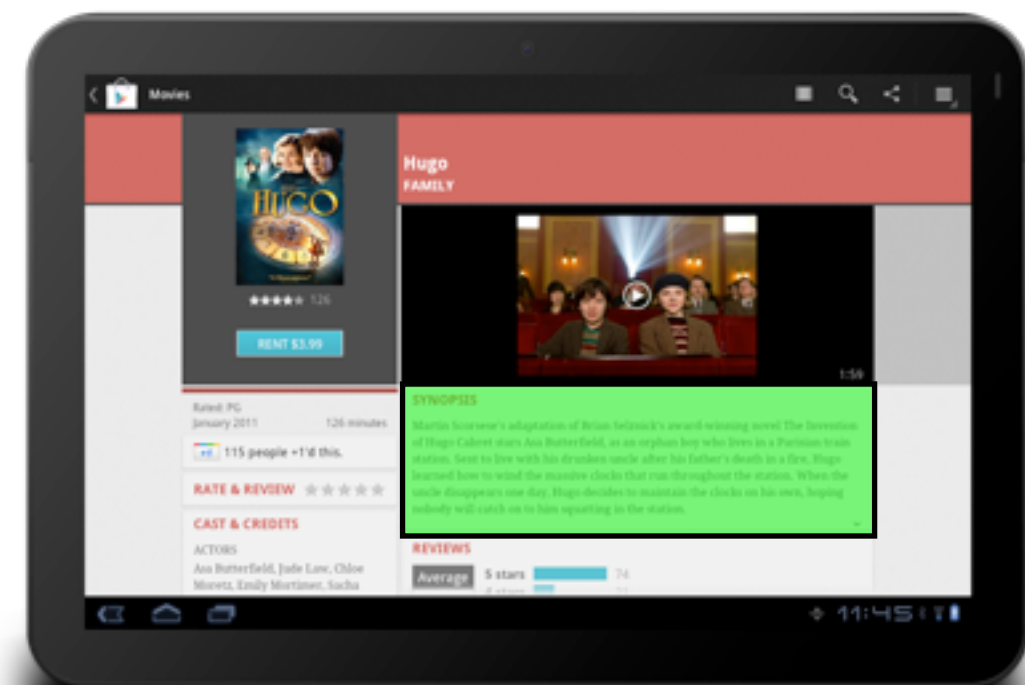 Movies
Hugo
FAMILY
HUGO
126
RENT $3.99
1:59
Rated: PG
January 2011 126 minutes
115 people +1'd this.
RATE & REVIEW
CAST & CREDITS
ACTORS
Asa Butterfield, Jude Law, Chloe
Moretz, Emily Mortimer, Sacha
SYNOPSIS
Martin Scorsese's adaptation of Brian Selznick's award-winning novel The Invention
of Hugo Cabret stars Asa Butterfield, as an orphan boy who lives in a Parisian train
station. Sent to live with his drunken uncle after his father's death in a fire, Hugo
learned how to wind the massive clocks that run throughout the station. When the
uncle disappears one day, Hugo decides to maintain the clocks on his own, hoping
nobody will catch on to him squatting in the station.
REVIEWS
Average
5 stars 74
11:45